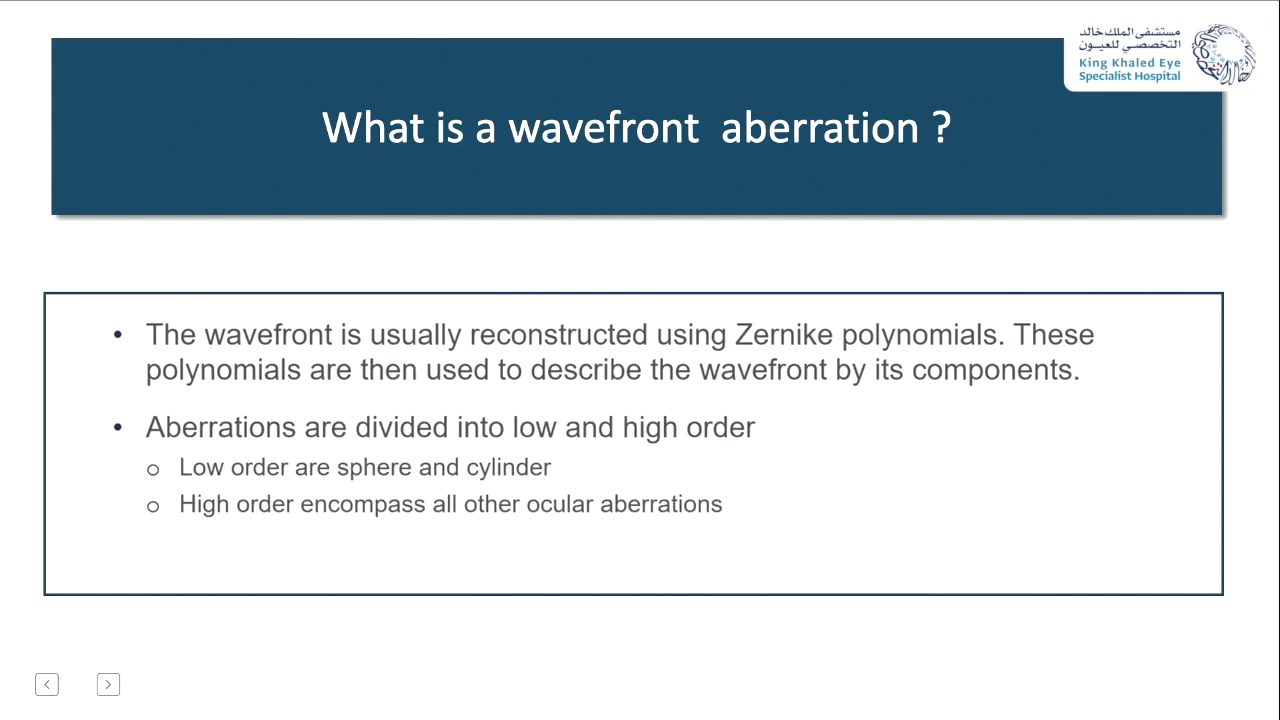 مستشفى الملك خالد
التخصصي للعيون
King Khaled Eye
Specialist Hospital
What is a wavefront aberration ?
• The wavefront is usually reconstructed using Zernike polynomials. These
polynomials are then used to describe the wavefront by its components.
• Aberrations are divided into low and high order
o Low order are sphere and cylinder
o High order encompass all other ocular aberrations